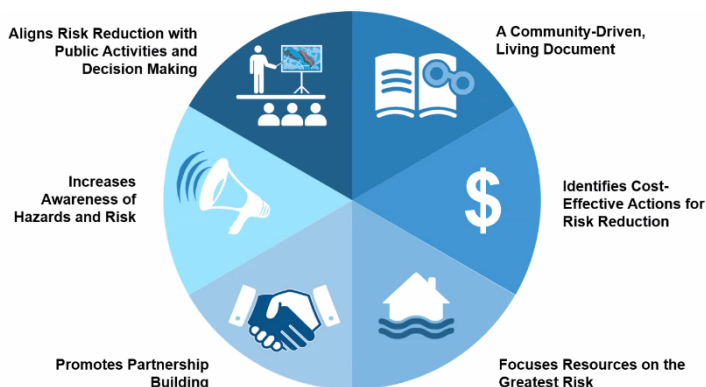 Aligns Risk Reduction with
Public Activities and
Decision Making
A Community-Driven,
Living Document
Increases
Awareness of
Hazards and Risk
$
Identifies Cost-
Effective Actions for
Risk Reduction
Promotes Partnership
Building
Focuses Resources on the
Greatest Risk